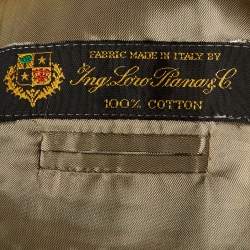 FABRIC MADE IN ITALY BY
Ing. Loro Piana & C.
100% COTTON